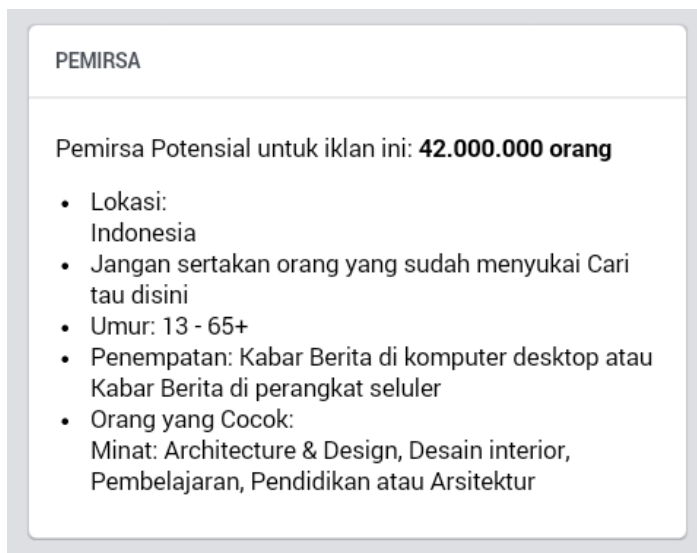 PEMIRSA
Pemirsa Potensial untuk iklan ini: 42.000.000 orang
• Lokasi:
Indonesia
• Jangan sertakan orang yang sudah menyukai Cari
tau disini
• Umur: 13 - 65+
• Penempatan: Kabar Berita di komputer desktop atau
Kabar Berita di perangkat seluler
• Orang yang Cocok:
Minat: Architecture & Design, Desain interior,
Pembelajaran, Pendidikan atau Arsitektur